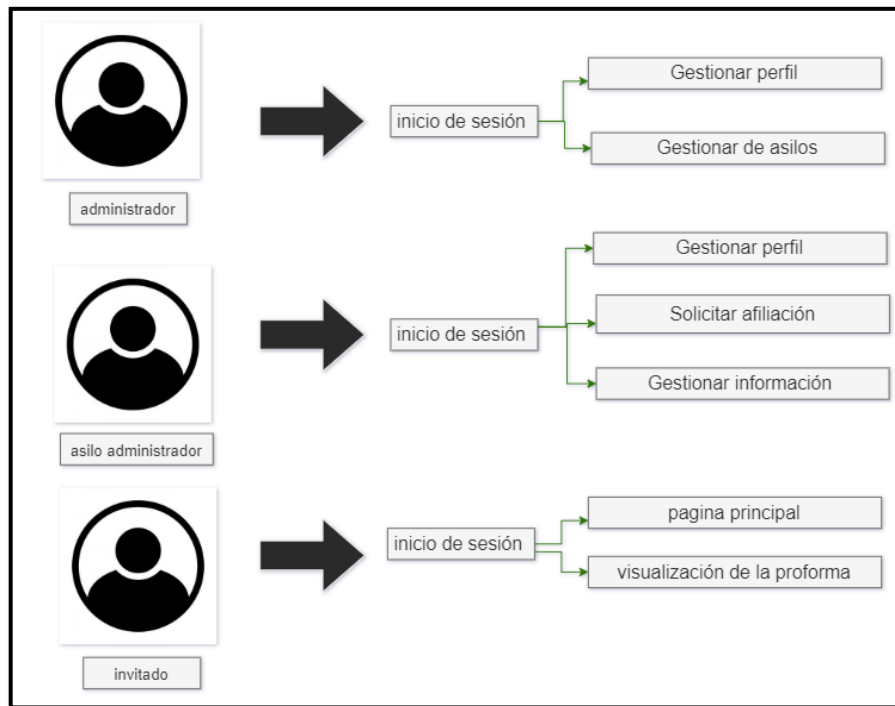 administrador
inicio de sesión
Gestionar perfil
Gestionar de asilos
asilo administrador
inicio de sesión
Gestionar perfil
Solicitar afiliación
Gestionar información
invitado
inicio de sesión
pagina principal
visualización de la proforma